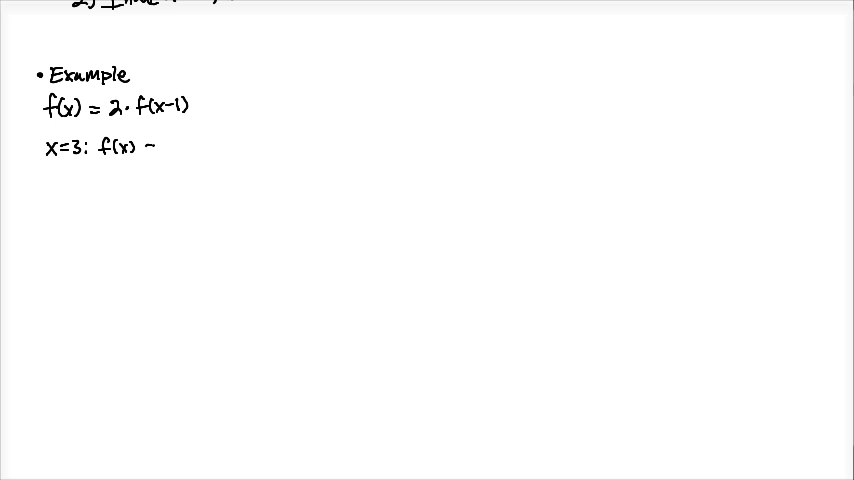 • Example
f(x) = 2· f(x-1)
x=3: f(x) -